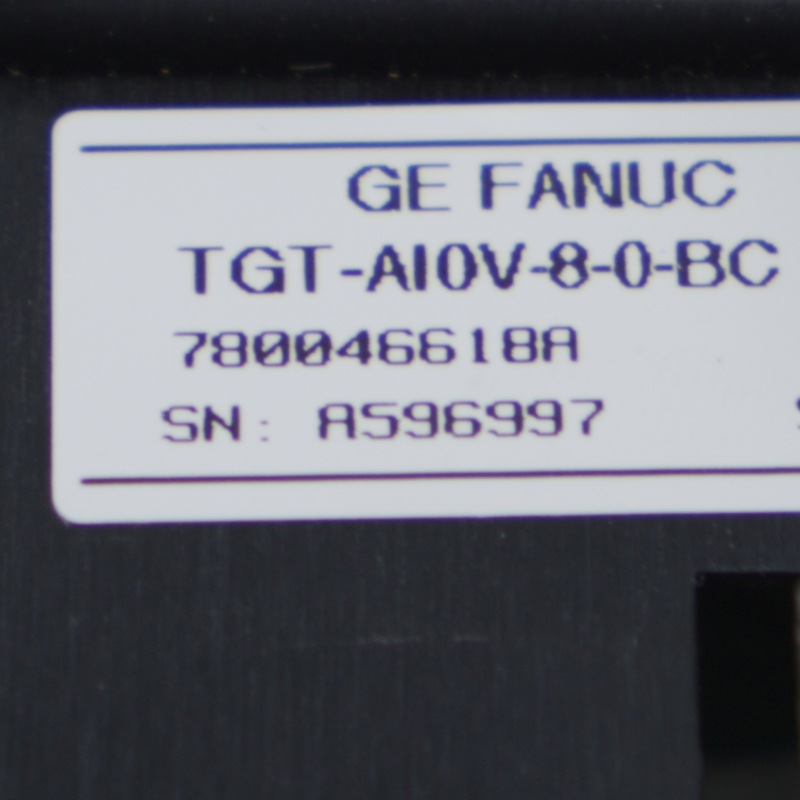 GE FANUC
TGT-AI0V-8-0-BC
780046618A
SN: A596997